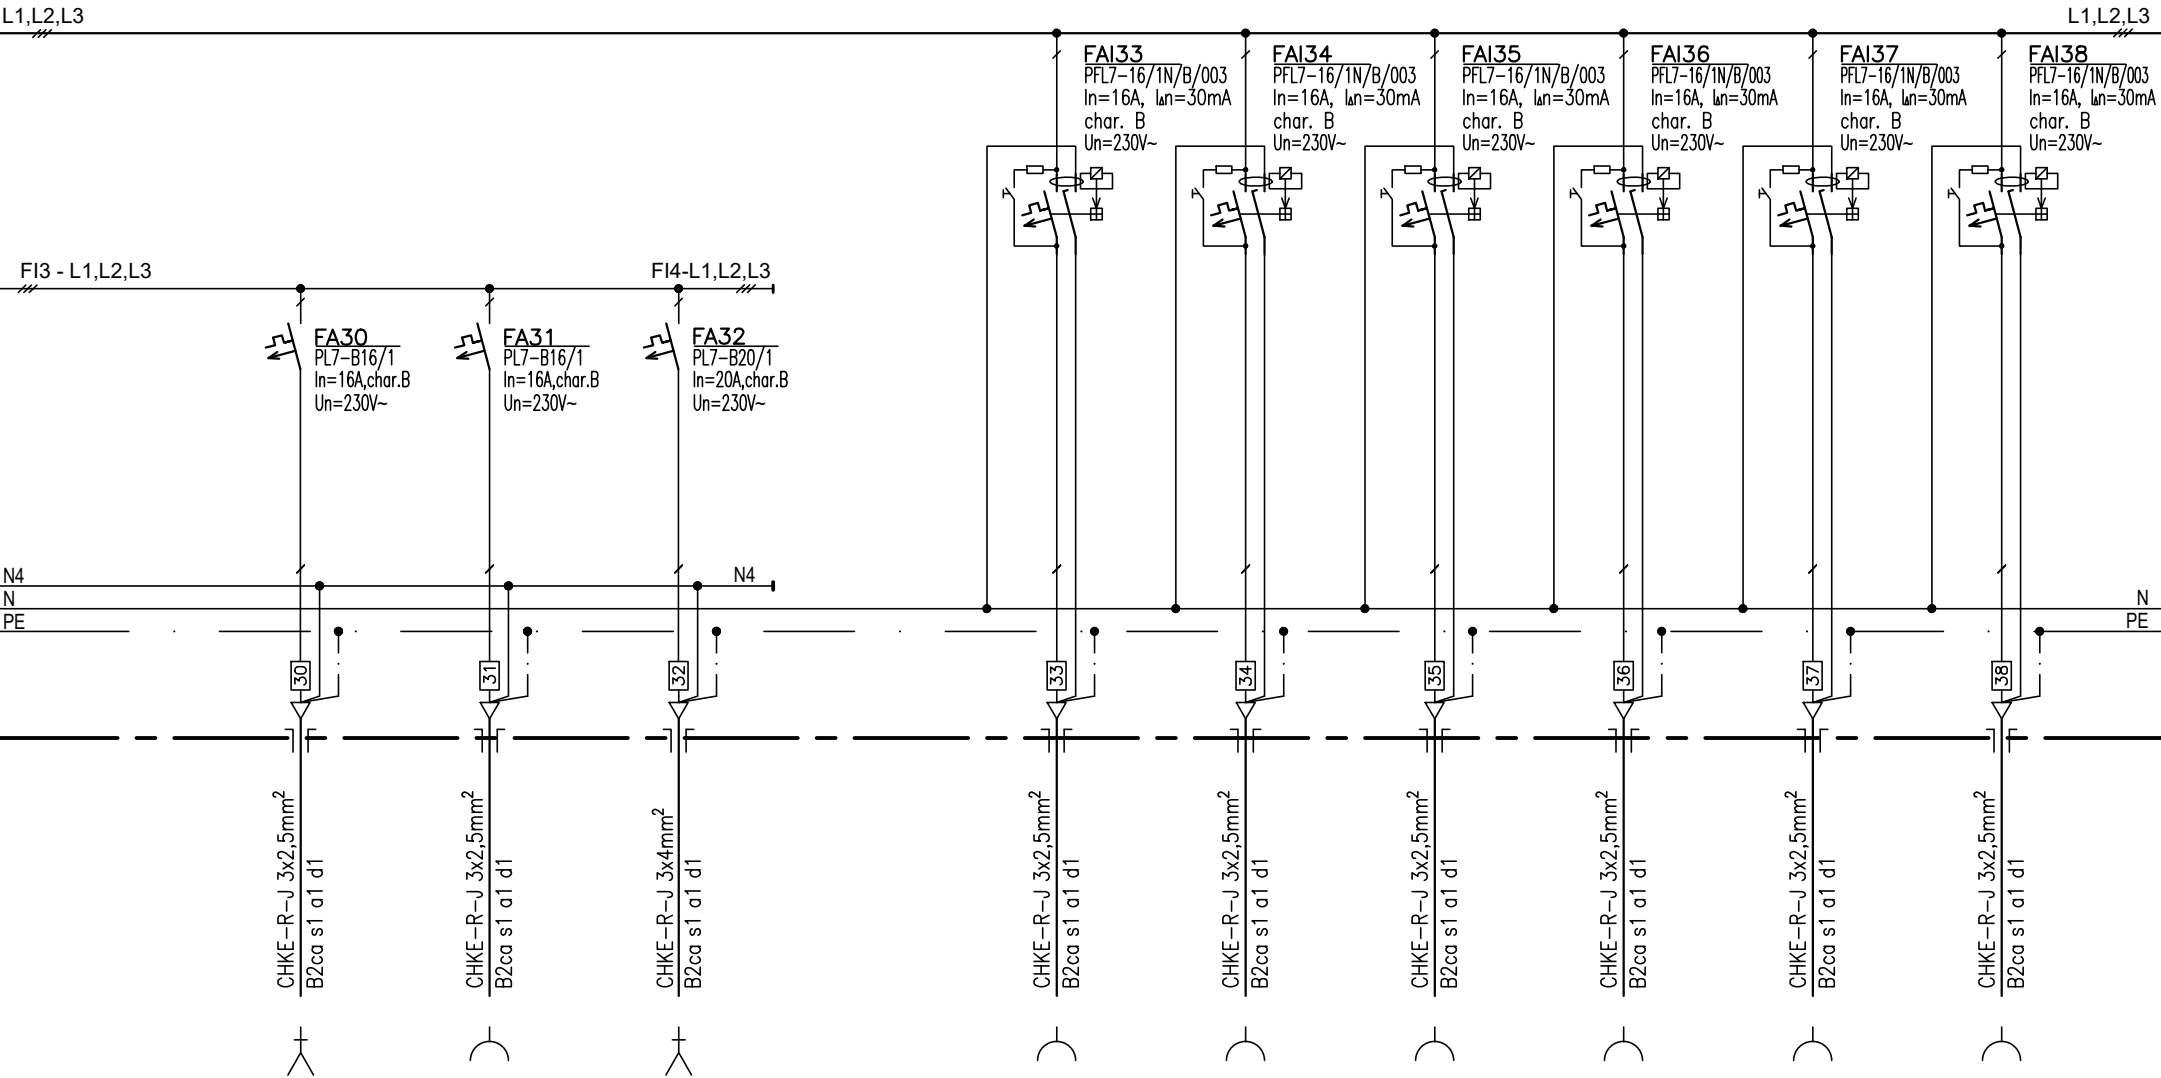 L1,L2,L3
L1,L2,L3
FAI33
PFL7-16/1N/B/003
In=16A, IΔn=30mA
char. B
Un=230V~
FAI34
PFL7-16/1N/B/003
In=16A, IΔn=30mA
char. B
Un=230V~
FAI35
PFL7-16/1N/B/003
In=16A, IΔn=30mA
char. B
Un=230V~
FAI36
PFL7-16/1N/B/003
In=16A, IΔn=30mA
char. B
Un=230V~
FAI37
PFL7-16/1N/B/003
In=16A, IΔn=30mA
char. B
Un=230V~
FAI38
PFL7-16/1N/B/003
In=16A, IΔn=30mA
char. B
Un=230V~
FI3 - L1,L2,L3
FI4-L1,L2,L3
FA30
PL7-B16/1
In=16A,char.B
Un=230V~
FA31
PL7-B16/1
In=16A,char.B
Un=230V~
FA32
PL7-B20/1
In=20A,char.B
Un=230V~
N4
N4
N
N
PE
PE
30
31
32
33
34
35
36
37
38
CHKE-R-J 3x2,5mm²
B2ca s1 a1 d1
CHKE-R-J 3x2,5mm²
B2ca s1 a1 d1
CHKE-R-J 3x4mm²
B2ca s1 a1 d1
CHKE-R-J 3x2,5mm²
B2ca s1 a1 d1
CHKE-R-J 3x2,5mm²
B2ca s1 a1 d1
CHKE-R-J 3x2,5mm²
B2ca s1 a1 d1
CHKE-R-J 3x2,5mm²
B2ca s1 a1 d1
CHKE-R-J 3x2,5mm²
B2ca s1 a1 d1
CHKE-R-J 3x2,5mm²
B2ca s1 a1 d1